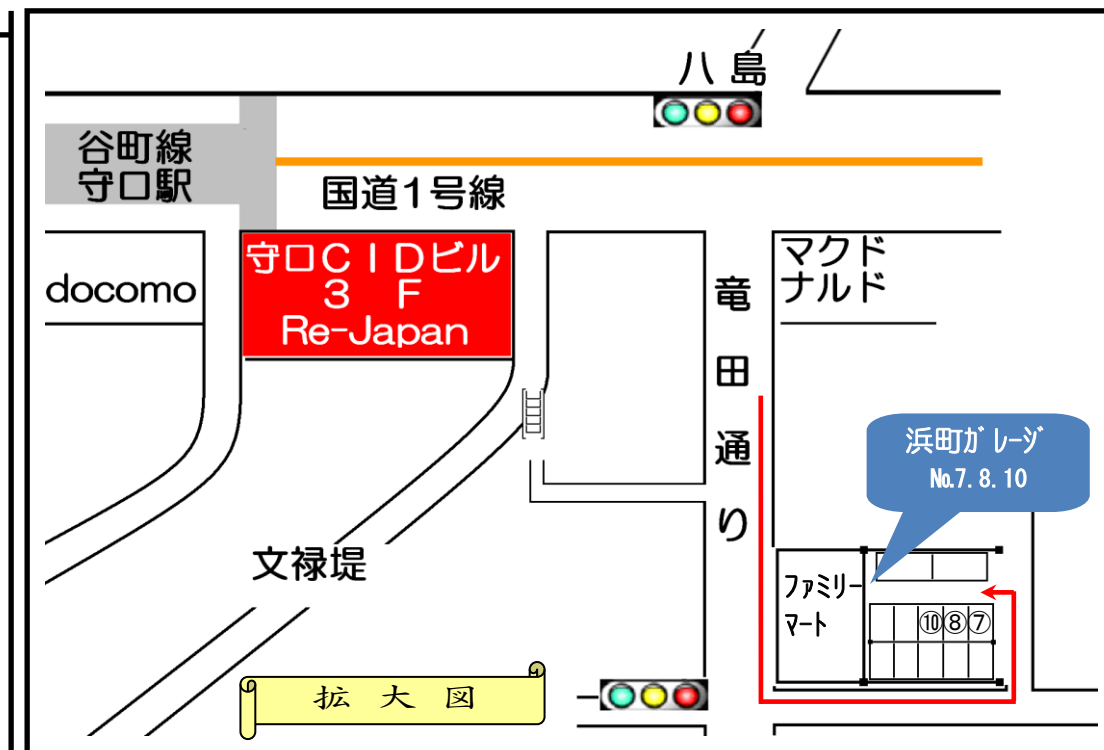 八 島
谷町線
守口駅
国道1号線
守口CIDビル
3 F
Re-Japan
docomo
マクド
ナルド
竜田通り
浜町ｶﾞﾚｰｼﾞ
№7. 8. 10
文禄堤
ﾌｧﾐﾘｰ
ﾏｰﾄ
⑩⑧⑦
拡 大 図